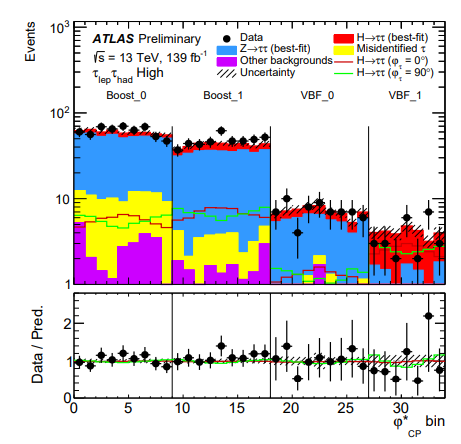 Events
10³
10²
10
1
ATLAS Preliminary
√s = 13 TeV, 139 fb⁻¹
τlepτhad High
Data
Z→ττ (best-fit)
Other backgrounds
Uncertainty
H→ττ (best-fit)
Misidentified τ
H→ττ (φτ = 0°)
H→ττ (φτ = 90°)
Boost_0 Boost_1 VBF_0 VBF_1
Data / Pred.
2
1
0
0 5 10 15 20 25 30
φ*CP bin